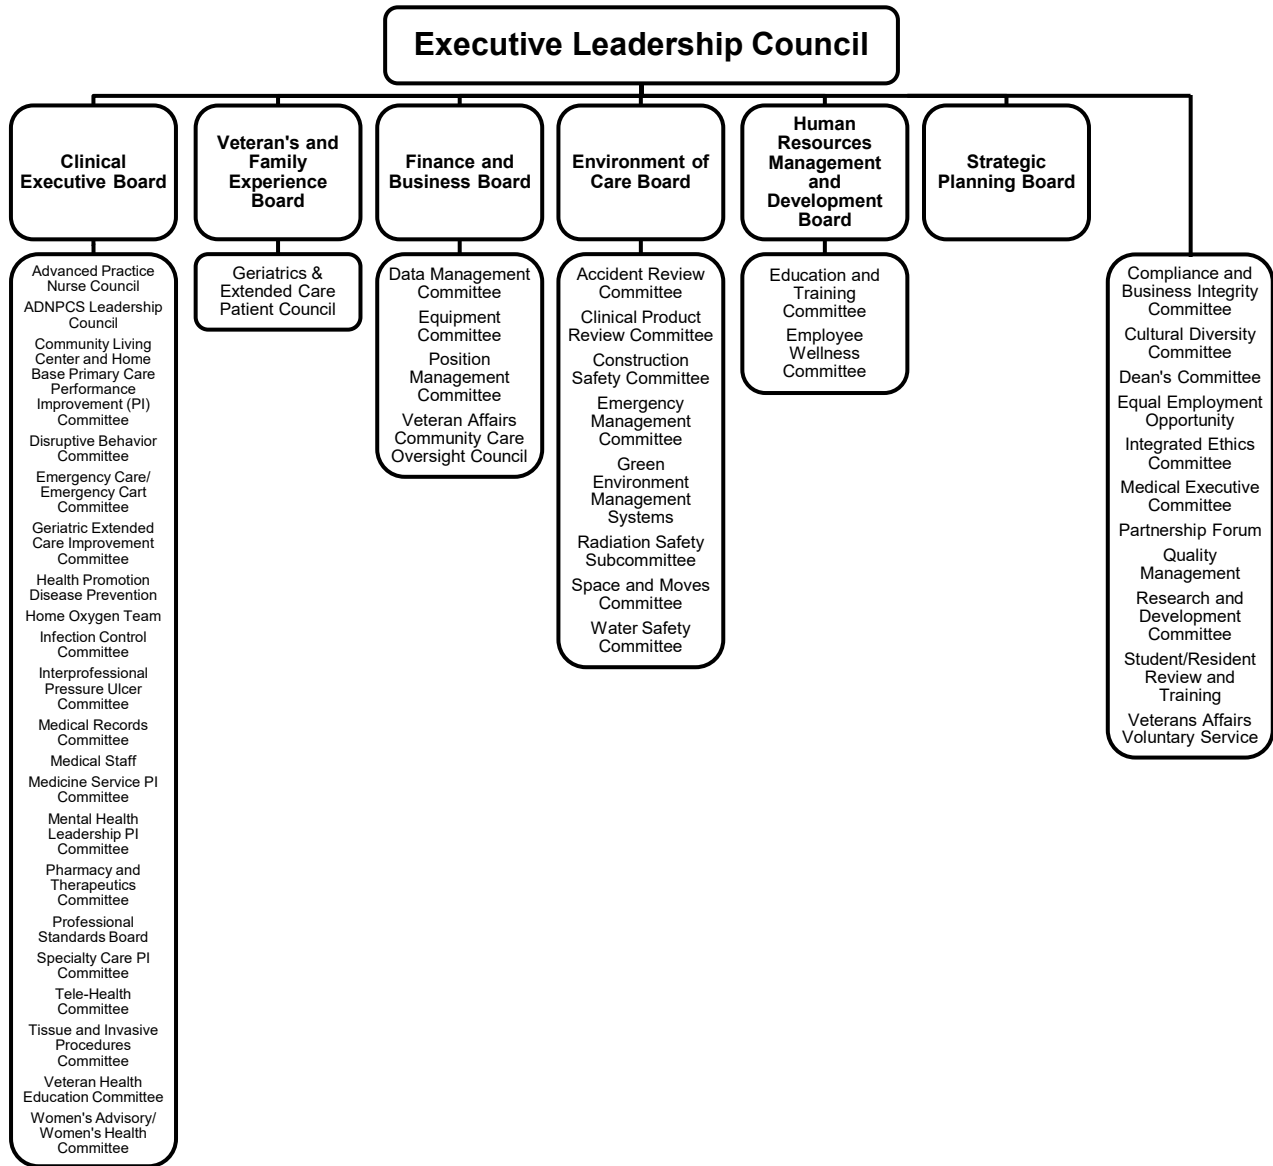 Executive Leadership Council
Clinical
Executive Board
Veteran's and
Family
Experience
Board
Finance and
Business Board
Environment of
Care Board
Human
Resources
Management
and
Development
Board
Strategic
Planning Board
Advanced Practice
Nurse Council
ADNPCS Leadership
Council
Community Living
Center and Home
Base Primary Care
Performance
Improvement (PI)
Committee
Disruptive Behavior
Committee
Emergency Care/
Emergency Cart
Committee
Geriatric Extended
Care Improvement
Committee
Health Promotion
Disease Prevention
Home Oxygen Team
Infection Control
Committee
Interprofessional
Pressure Ulcer
Committee
Medical Records
Committee
Medical Staff
Medicine Service PI
Committee
Mental Health
Leadership PI
Committee
Pharmacy and
Therapeutics
Committee
Professional
Standards Board
Specialty Care PI
Committee
Tele-Health
Committee
Tissue and Invasive
Procedures
Committee
Veteran Health
Education Committee
Women's Advisory/
Women's Health
Committee
Geriatrics &
Extended Care
Patient Council
Data Management
Committee
Equipment
Committee
Position
Management
Committee
Veteran Affairs
Community Care
Oversight Council
Accident Review
Committee
Clinical Product
Review Committee
Construction
Safety Committee
Emergency
Management
Committee
Green
Environment
Management
Systems
Radiation Safety
Subcommittee
Space and Moves
Committee
Water Safety
Committee
Education and
Training
Committee
Employee
Wellness
Committee
Compliance and
Business Integrity
Committee
Cultural Diversity
Committee
Dean's Committee
Equal Employment
Opportunity
Integrated Ethics
Committee
Medical Executive
Committee
Partnership Forum
Quality
Management
Research and
Development
Committee
Student/Resident
Review and
Training
Veterans Affairs
Voluntary Service